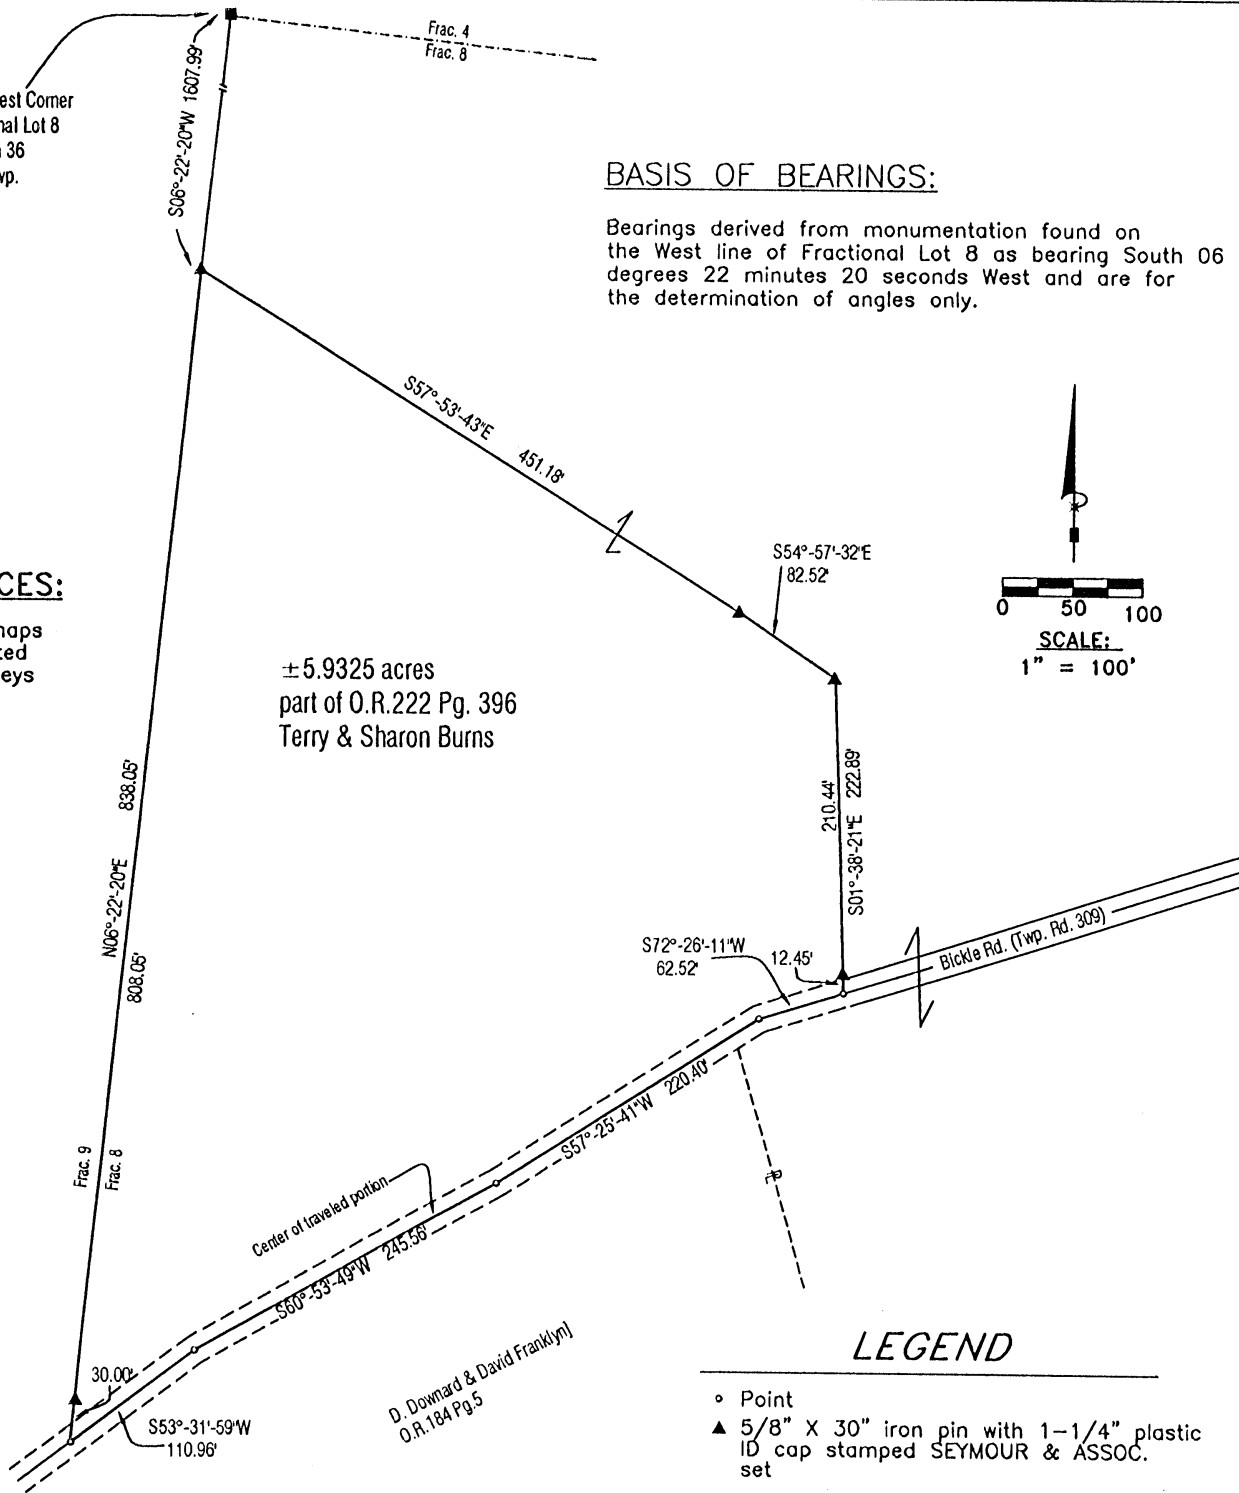 Frac. 4
Frac. 8
S06°-22'-20"W 1607.99'
est Corner
nal Lot 8
36
wp.
BASIS OF BEARINGS:
Bearings derived from monumentation found on
the West line of Fractional Lot 8 as bearing South 06
degrees 22 minutes 20 seconds West and are for
the determination of angles only.
S57°-53'-43"E 451.18'
S54°-57'-32"E
82.52'
0 50 100
SCALE:
1" = 100'
CES:
naps
ted
eys
±5.9325 acres
part of O.R.222 Pg. 396
Terry & Sharon Burns
N06°-22'-20"E 838.05'
808.05'
210.44'
S01°-38'-21"E 222.89'
S72°-26'-11"W
62.52'
12.45'
Bickle Rd. (Twp. Rd. 309)
S57°-25'-41"W 220.40'
PL
Frac. 9
Frac. 8
Center of traveled portion
S60°-53'-49"W 245.56'
30.00'
S53°-31'-59"W
110.96'
D. Downard & David Franklyn]
O.R.184 Pg.5
LEGEND
Point
5/8" X 30" iron pin with 1-1/4" plastic
ID cap stamped SEYMOUR & ASSOC.
set